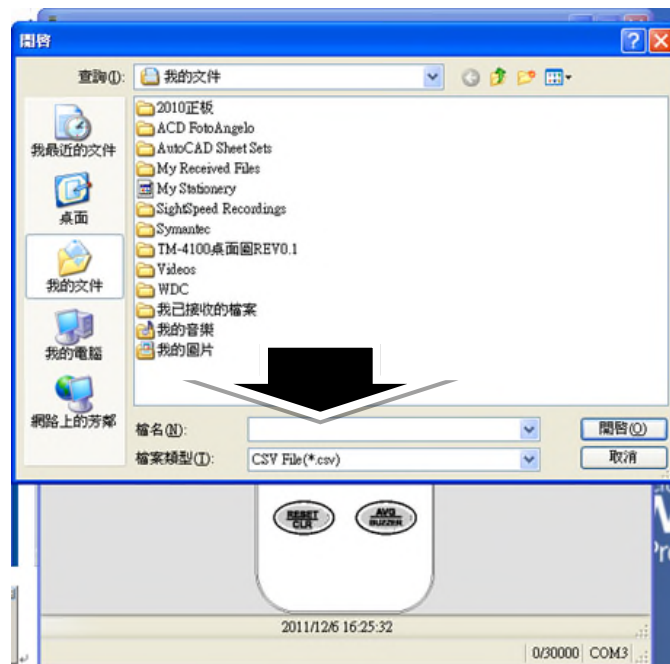 開啓
查詢(I):
我的文件
我最近的文件
桌面
我的文件
我的電腦
網路上的芳鄰
2010正板
ACD FotoAngelo
AutoCAD Sheet Sets
My Received Files
My Stationery
SightSpeed Recordings
Symantec
TM-4100桌面圖REV0.1
Videos
WDC
我已接收的檔案
我的音樂
我的圖片
檔名(N):
開啓(O)
檔案類型(T):
CSV File(*.csv)
取消
RESET
CLR
AVG
BUZZER
2011/12/6 16:25:32
0/30000 COM3